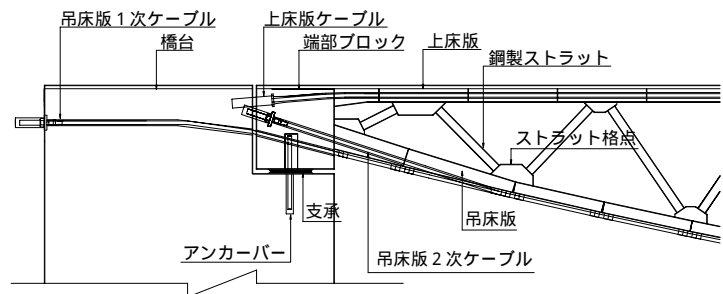 吊床版１次ケーブル
上床版ケーブル
橋台
端部ブロック
上床版
鋼製ストラット
ストラット格点
支承
吊床版
アンカーバー
吊床版２次ケーブル